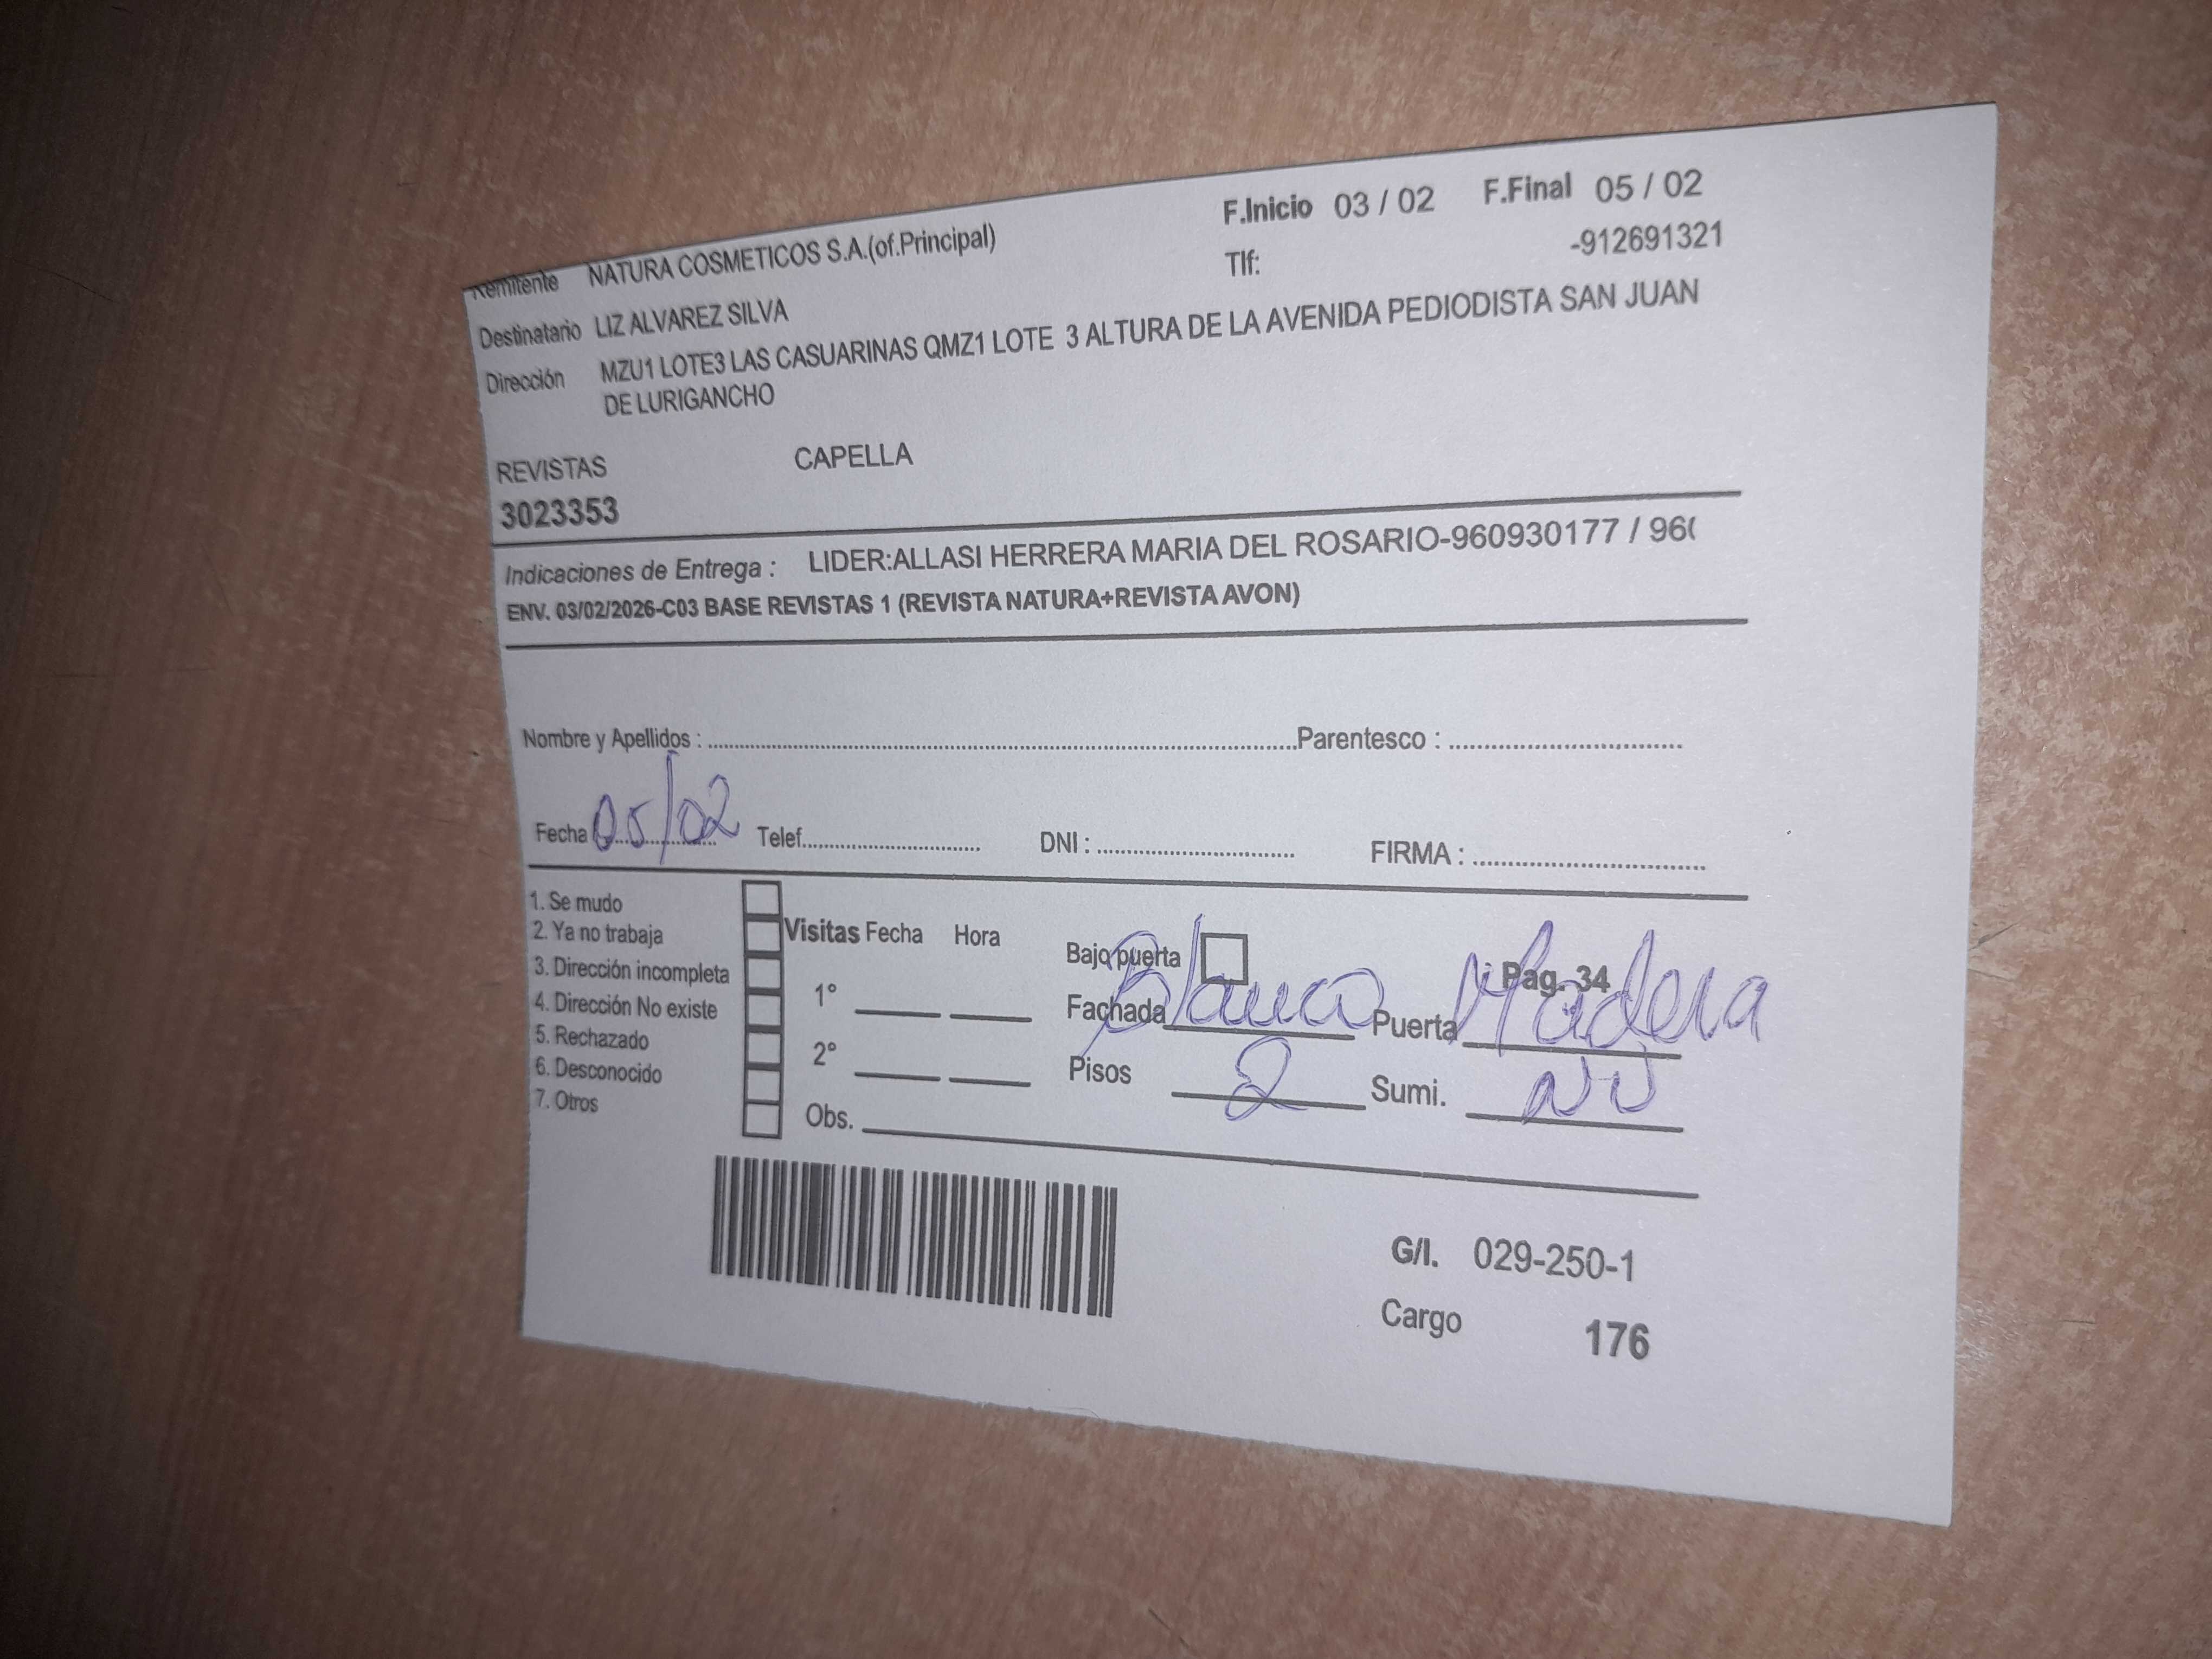 F.Inicio 03 / 02 F.Final 05 / 02
Remitente NATURA COSMETICOS S.A.(of.Principal)
Tlf: -912691321
Destinatario LIZ ALVAREZ SILVA
Dirección MZU1 LOTE3 LAS CASUARINAS QMZ1 LOTE 3 ALTURA DE LA AVENIDA PEDIODISTA SAN JUAN
DE LURIGANCHO
REVISTAS CAPELLA
3023353
Indicaciones de Entrega : LIDER:ALLASI HERRERA MARIA DEL ROSARIO-960930177 / 96(
ENV. 03/02/2026-C03 BASE REVISTAS 1 (REVISTA NATURA+REVISTA AVON)
Nombre y Apellidos : Parentesco :
Fecha 05/02 Telef. DNI : FIRMA :
1. Se mudo
2. Ya no trabaja
3. Dirección incompleta
4. Dirección No existe
5. Rechazado
6. Desconocido
7. Otros
Visitas Fecha Hora
1°
2°
Obs.
Bajo puerta Pag. 34
Fachada Blanco Puerta Madera
Pisos 2 Sumi.
G/I. 029-250-1
Cargo 176